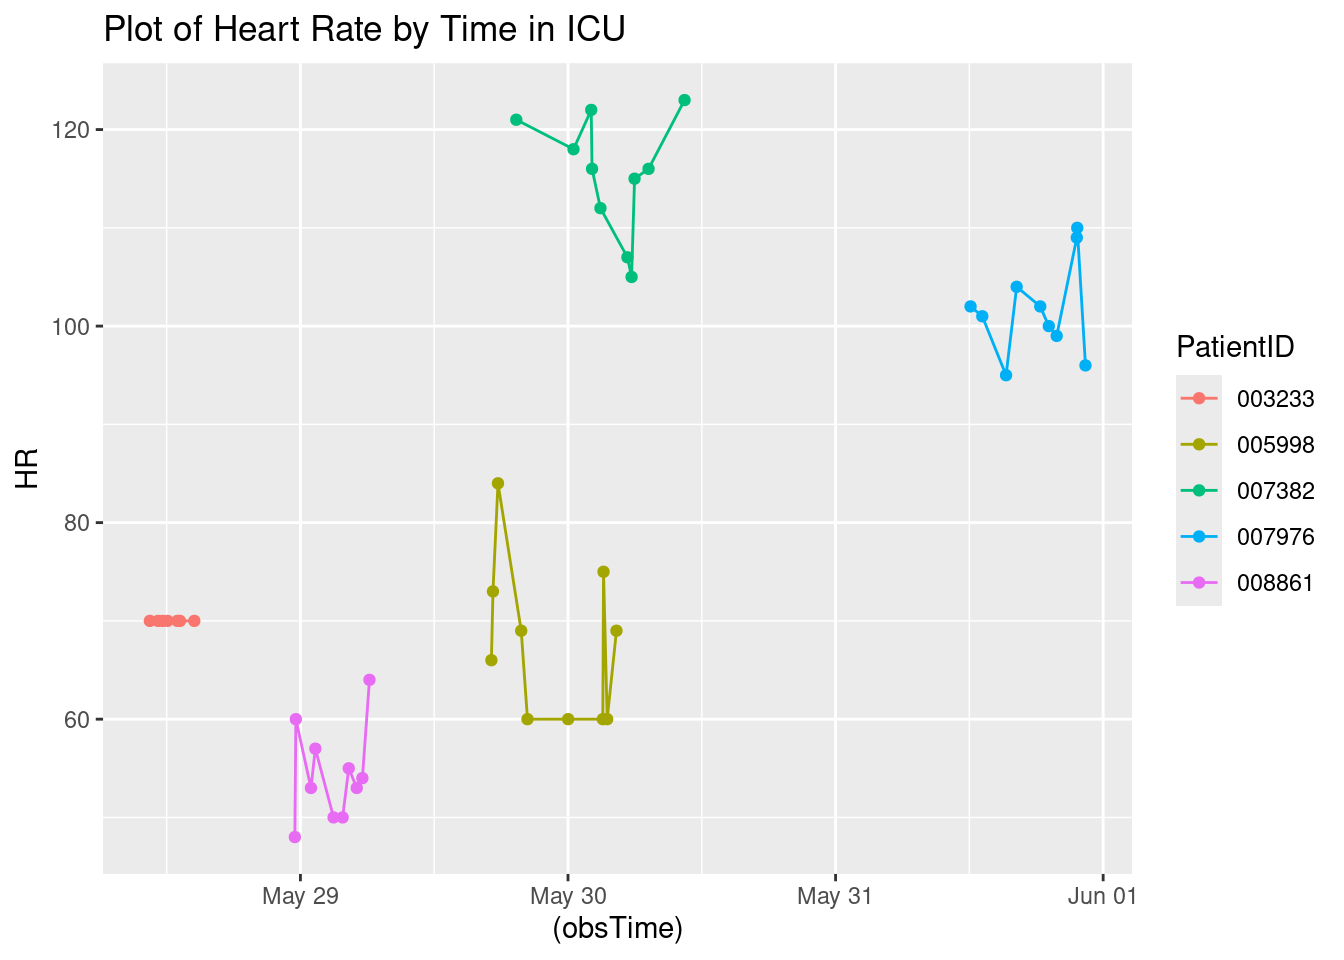 Plot of Heart Rate by Time in ICU
120
100
80
60
HR
May 29
May 30
May 31
Jun 01
(obsTime)
PatientID
003233
005998
007382
007976
008861